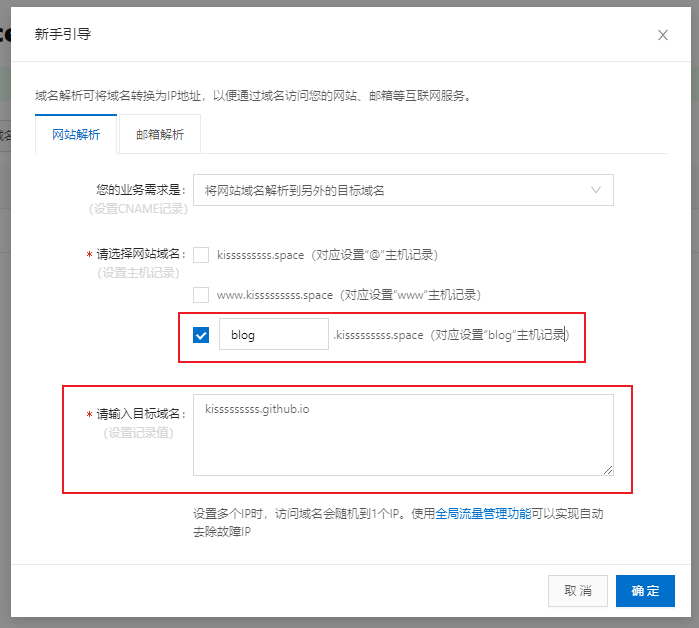 新手引导
域名解析可将域名转换为IP地址，以便通过域名访问您的网站、邮箱等互联网服务。
网站解析 邮箱解析
您的业务需求是: 将网站域名解析到另外的目标域名
(设置CNAME记录)
* 请选择网站域名: kisssssssss.space（对应设置"@"主机记录）
(设置主机记录)
www.kisssssssss.space（对应设置"www"主机记录）
blog .kisssssssss.space（对应设置"blog"主机记录）
* 请输入目标域名: kisssssssss.github.io
(设置记录值)
设置多个IP时，访问域名会随机到1个IP。使用全局流量管理功能可以实现自动
去除故障IP
取 消 确 定